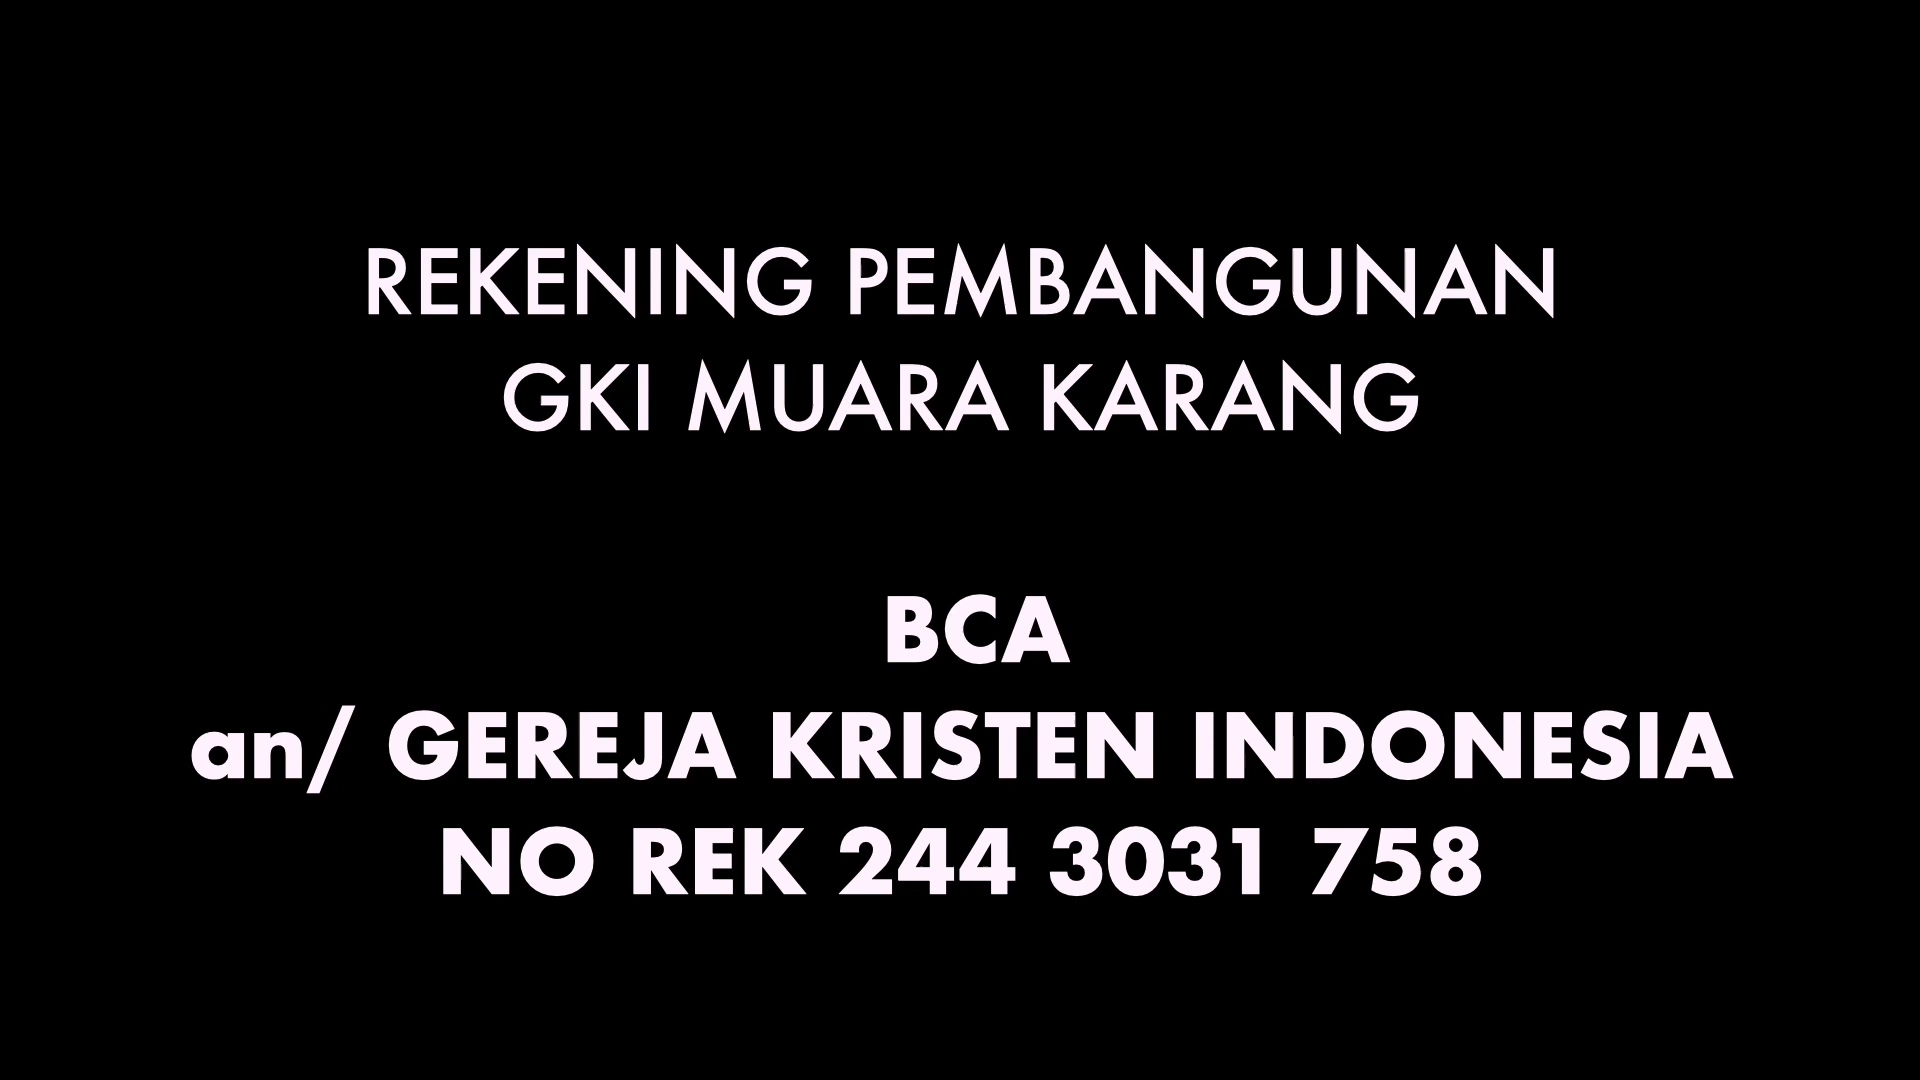 REKENING PEMBANGUNAN
GKI MUARA KARANG
BCA
an/ GEREJA KRISTEN INDONESIA
NO REK 244 3031 758